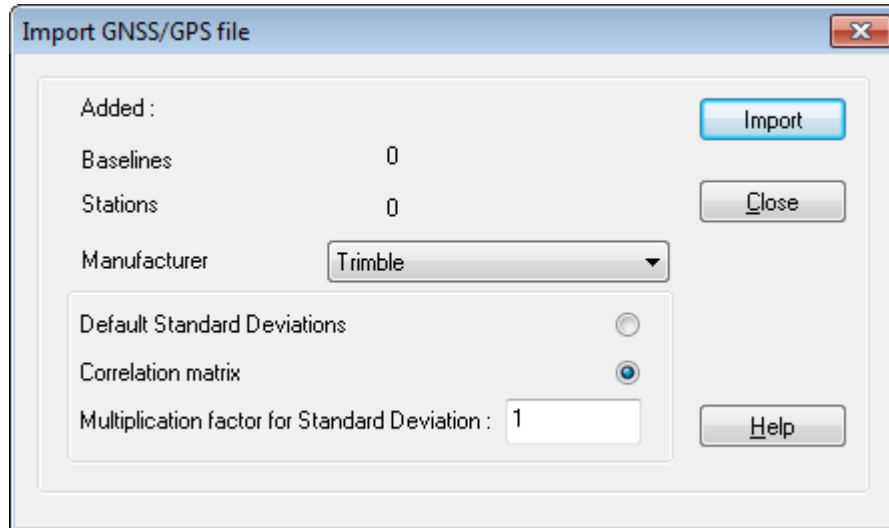 Import GNSS/GPS file
Added :
Import
Baselines 0
Stations 0
Close
Manufacturer Trimble
Default Standard Deviations
Correlation matrix
Multiplication factor for Standard Deviation : 1
Help